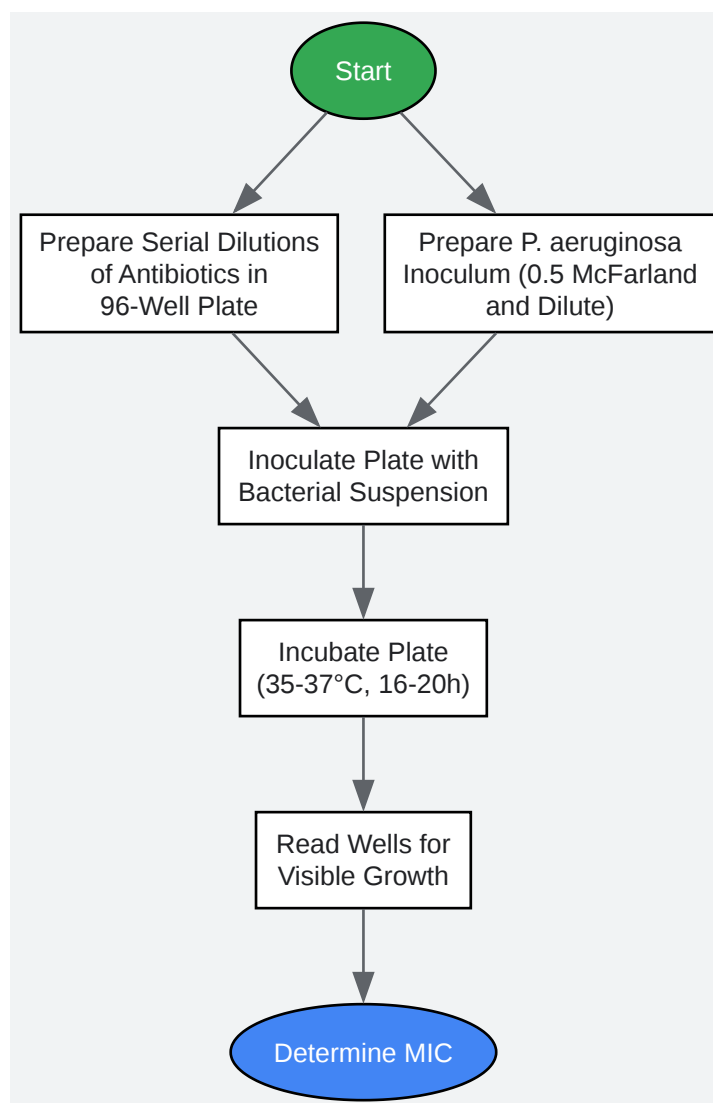 Start
Prepare Serial Dilutions
of Antibiotics in
96-Well Plate
Prepare P. aeruginosa
Inoculum (0.5 McFarland
and Dilute)
Inoculate Plate with
Bacterial Suspension
Incubate Plate
(35-37°C, 16-20h)
Read Wells for
Visible Growth
Determine MIC